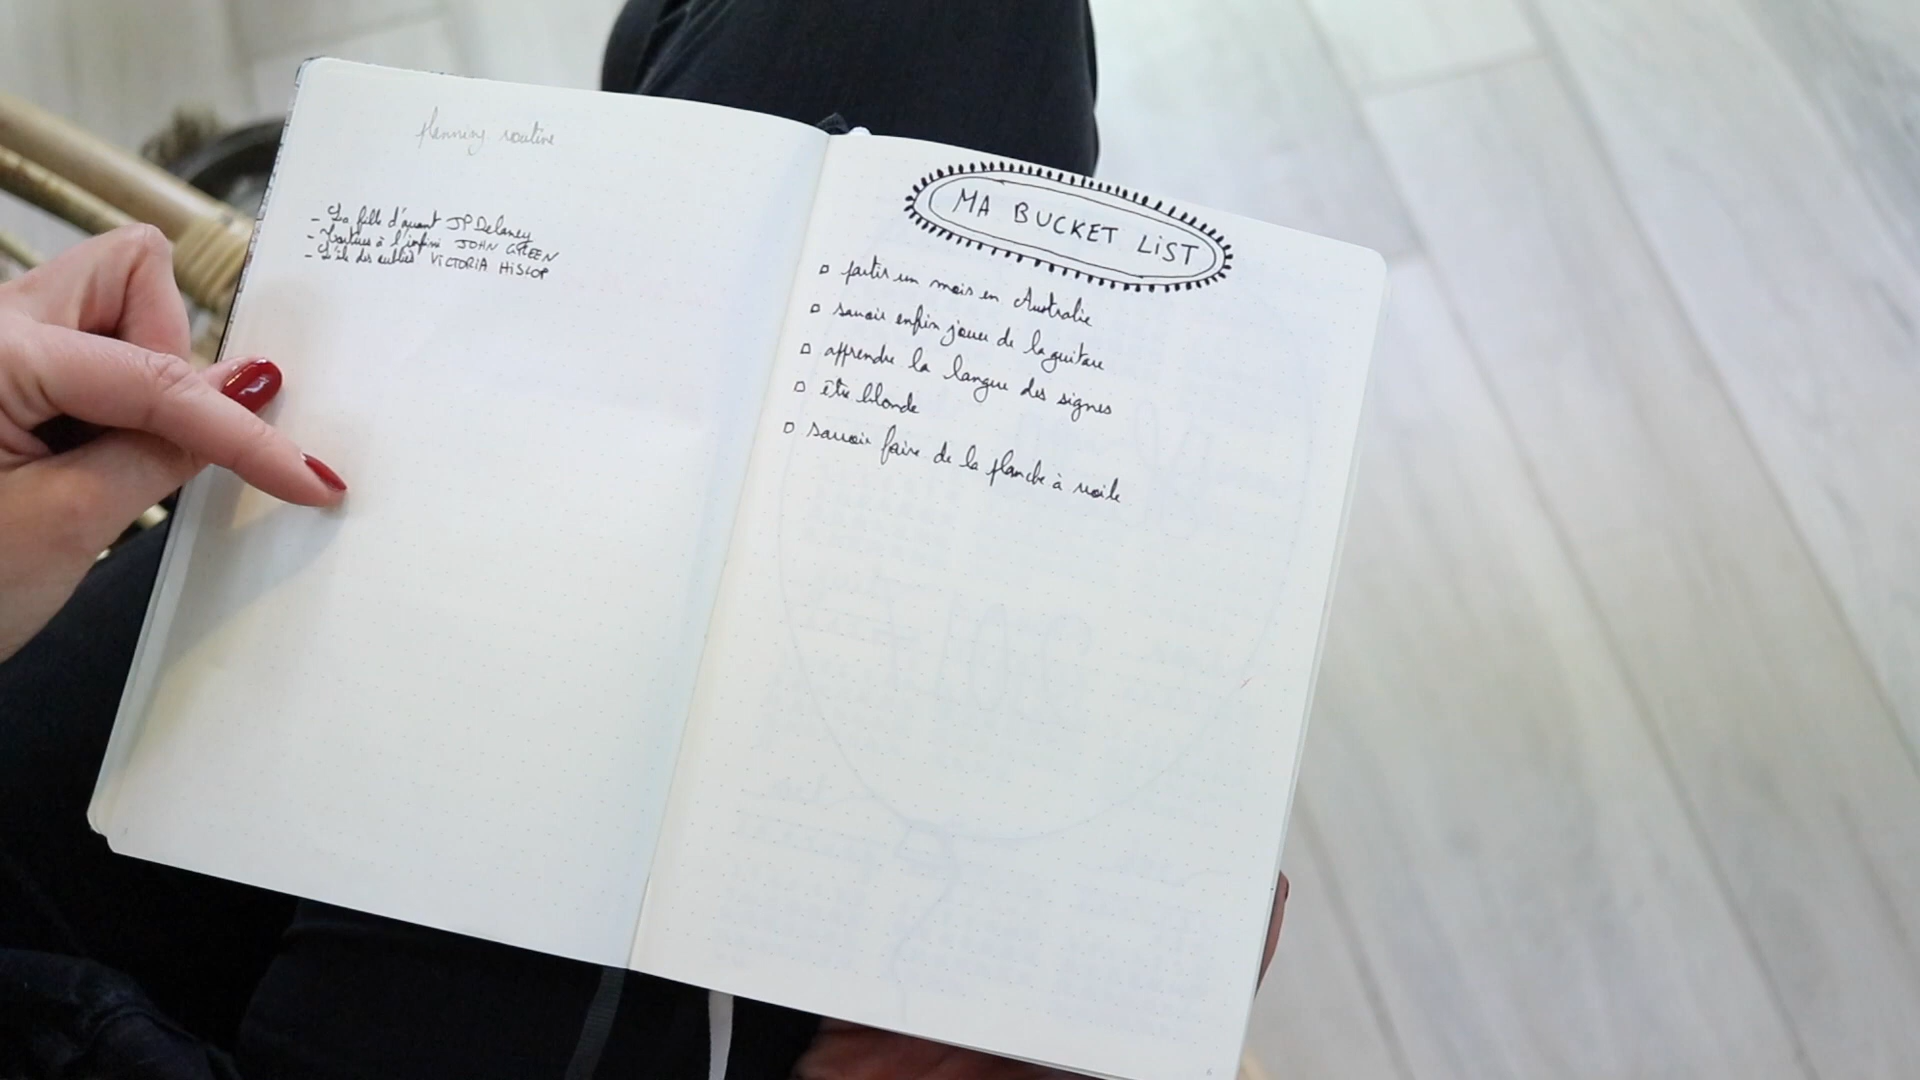 planning routine
- La fille d'avant JP Delaney
- Tortues à l'infini JOHN GREEN
- L'île des oubliés VICTORIA HISLOP
MA BUCKET LIST
partir un mois en Australie
savoir enfin jouer de la guitare
apprendre la langue des signes
être blonde
savoir faire de la planche à voile